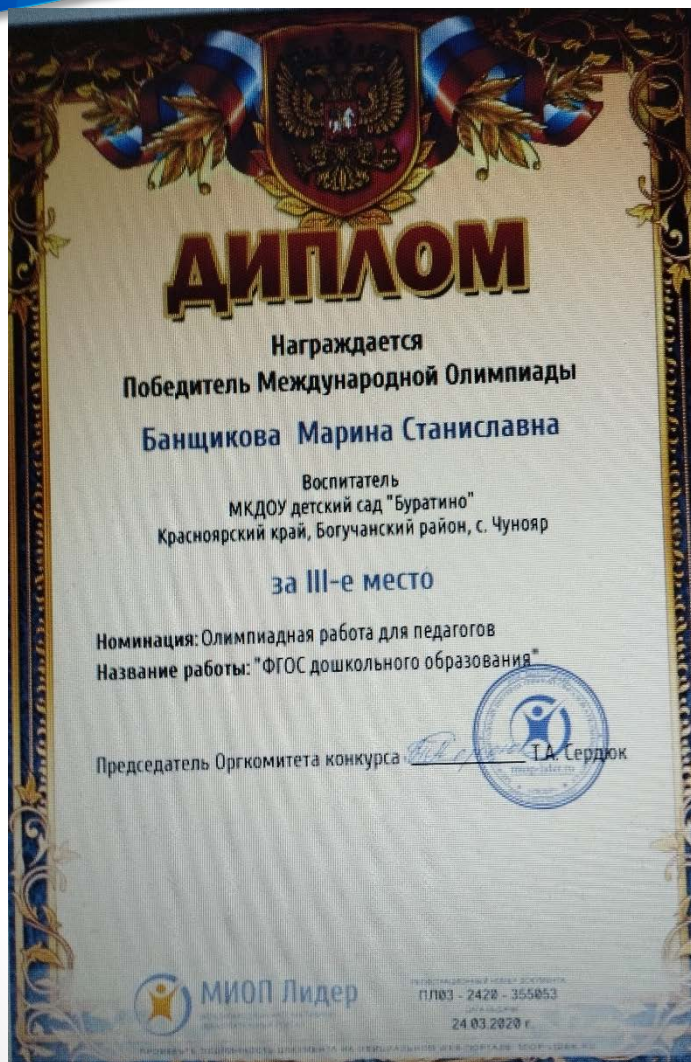 ДИПЛОМ
Награждается
Победитель Международной Олимпиады
Банщикова Марина Станиславна
Воспитатель
МКДОУ детский сад "Буратино"
Красноярский край, Богучанский район, с. Чунояр
за III-е место
Номинация: Олимпиадная работа для педагогов
Название работы: "ФГОС дошкольного образования"
Председатель Оргкомитета конкурса Т.А. Сердюк
МИОП Лидер
ПЛ03 - 2420 - 355053
24.03.2020 г.